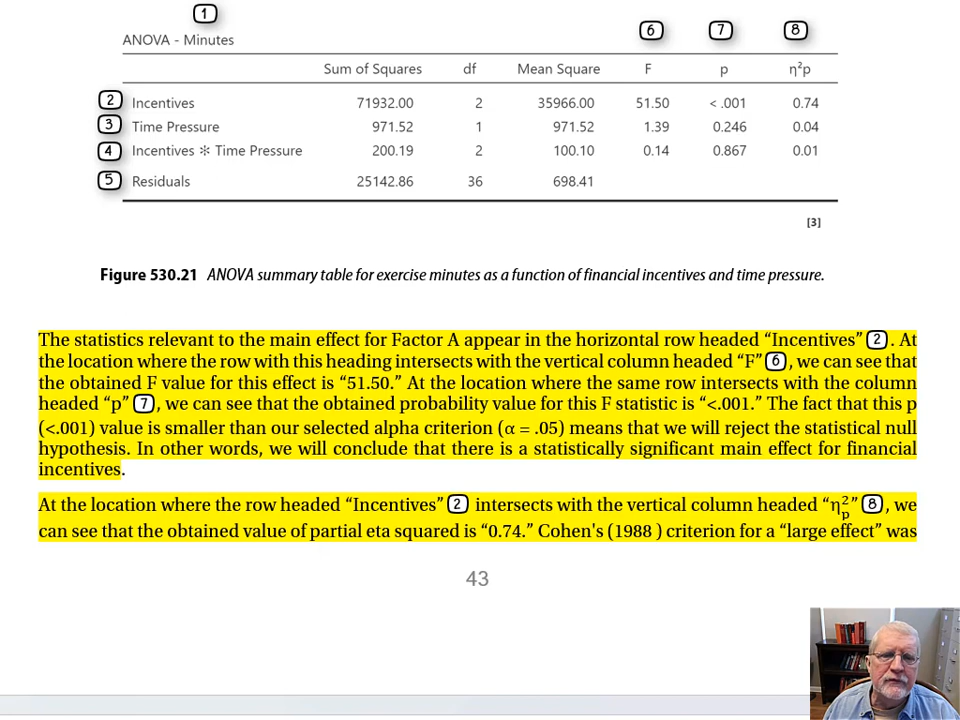 1
ANOVA - Minutes 6 7 8
Sum of Squares df Mean Square F p η²p
2 Incentives 71932.00 2 35966.00 51.50 < .001 0.74
3 Time Pressure 971.52 1 971.52 1.39 0.246 0.04
4 Incentives ✻ Time Pressure 200.19 2 100.10 0.14 0.867 0.01
5 Residuals 25142.86 36 698.41
[3]
Figure 530.21 ANOVA summary table for exercise minutes as a function of financial incentives and time pressure.
The statistics relevant to the main effect for Factor A appear in the horizontal row headed “Incentives” 2 . At
the location where the row with this heading intersects with the vertical column headed “F” 6 , we can see that
the obtained F value for this effect is “51.50.” At the location where the same row intersects with the column
headed “p” 7 , we can see that the obtained probability value for this F statistic is “<.001.” The fact that this p
(<.001) value is smaller than our selected alpha criterion (α = .05) means that we will reject the statistical null
hypothesis. In other words, we will conclude that there is a statistically significant main effect for financial
incentives.
At the location where the row headed “Incentives” 2 intersects with the vertical column headed “η²p” 8 , we
can see that the obtained value of partial eta squared is “0.74.” Cohen's (1988 ) criterion for a “large effect” was
43